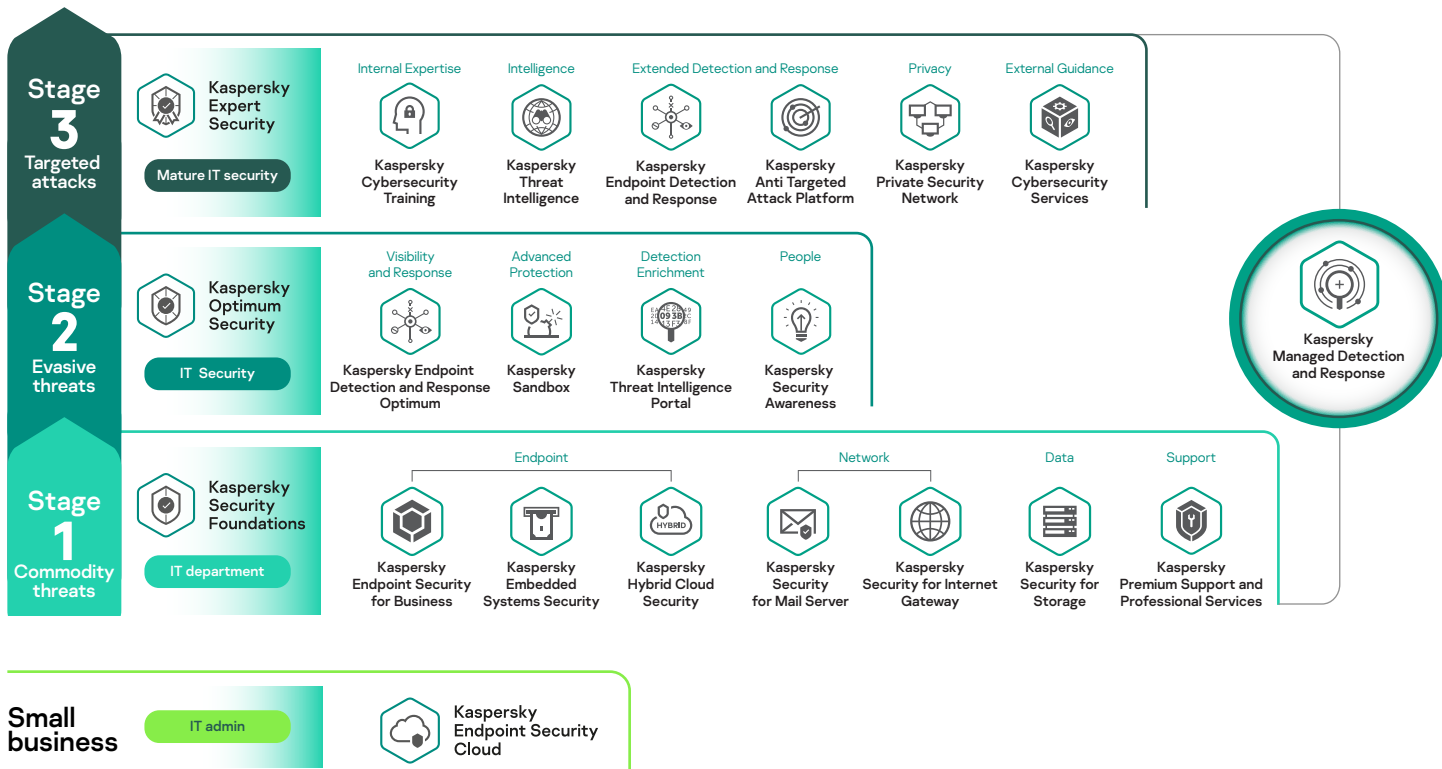 Stage
3
Targeted
attacks
Kaspersky
Expert
Security
Mature IT security
Internal Expertise
Kaspersky
Cybersecurity
Training
Intelligence
Kaspersky
Threat
Intelligence
Extended Detection and Response
Kaspersky
Endpoint Detection
and Response
Kaspersky
Anti Targeted
Attack Platform
Privacy
Kaspersky
Private Security
Network
External Guidance
Kaspersky
Cybersecurity
Services
Stage
2
Evasive
threats
Kaspersky
Optimum
Security
IT Security
Visibility
and Response
Kaspersky Endpoint
Detection and Response
Optimum
Advanced
Protection
Kaspersky
Sandbox
Detection
Enrichment
093B
Kaspersky
Threat Intelligence
Portal
People
Kaspersky
Security
Awareness
Kaspersky
Managed Detection
and Response
Stage
1
Commodity
threats
Kaspersky
Security
Foundations
IT department
Endpoint
Kaspersky
Endpoint Security
for Business
Kaspersky
Embedded
Systems Security
HYBRID
Kaspersky
Hybrid Cloud
Security
Network
Kaspersky
Security
for Mail Server
Kaspersky
Security for Internet
Gateway
Data
Kaspersky
Security for
Storage
Support
Kaspersky
Premium Support and
Professional Services
Small
business
IT admin
Kaspersky
Endpoint Security
Cloud